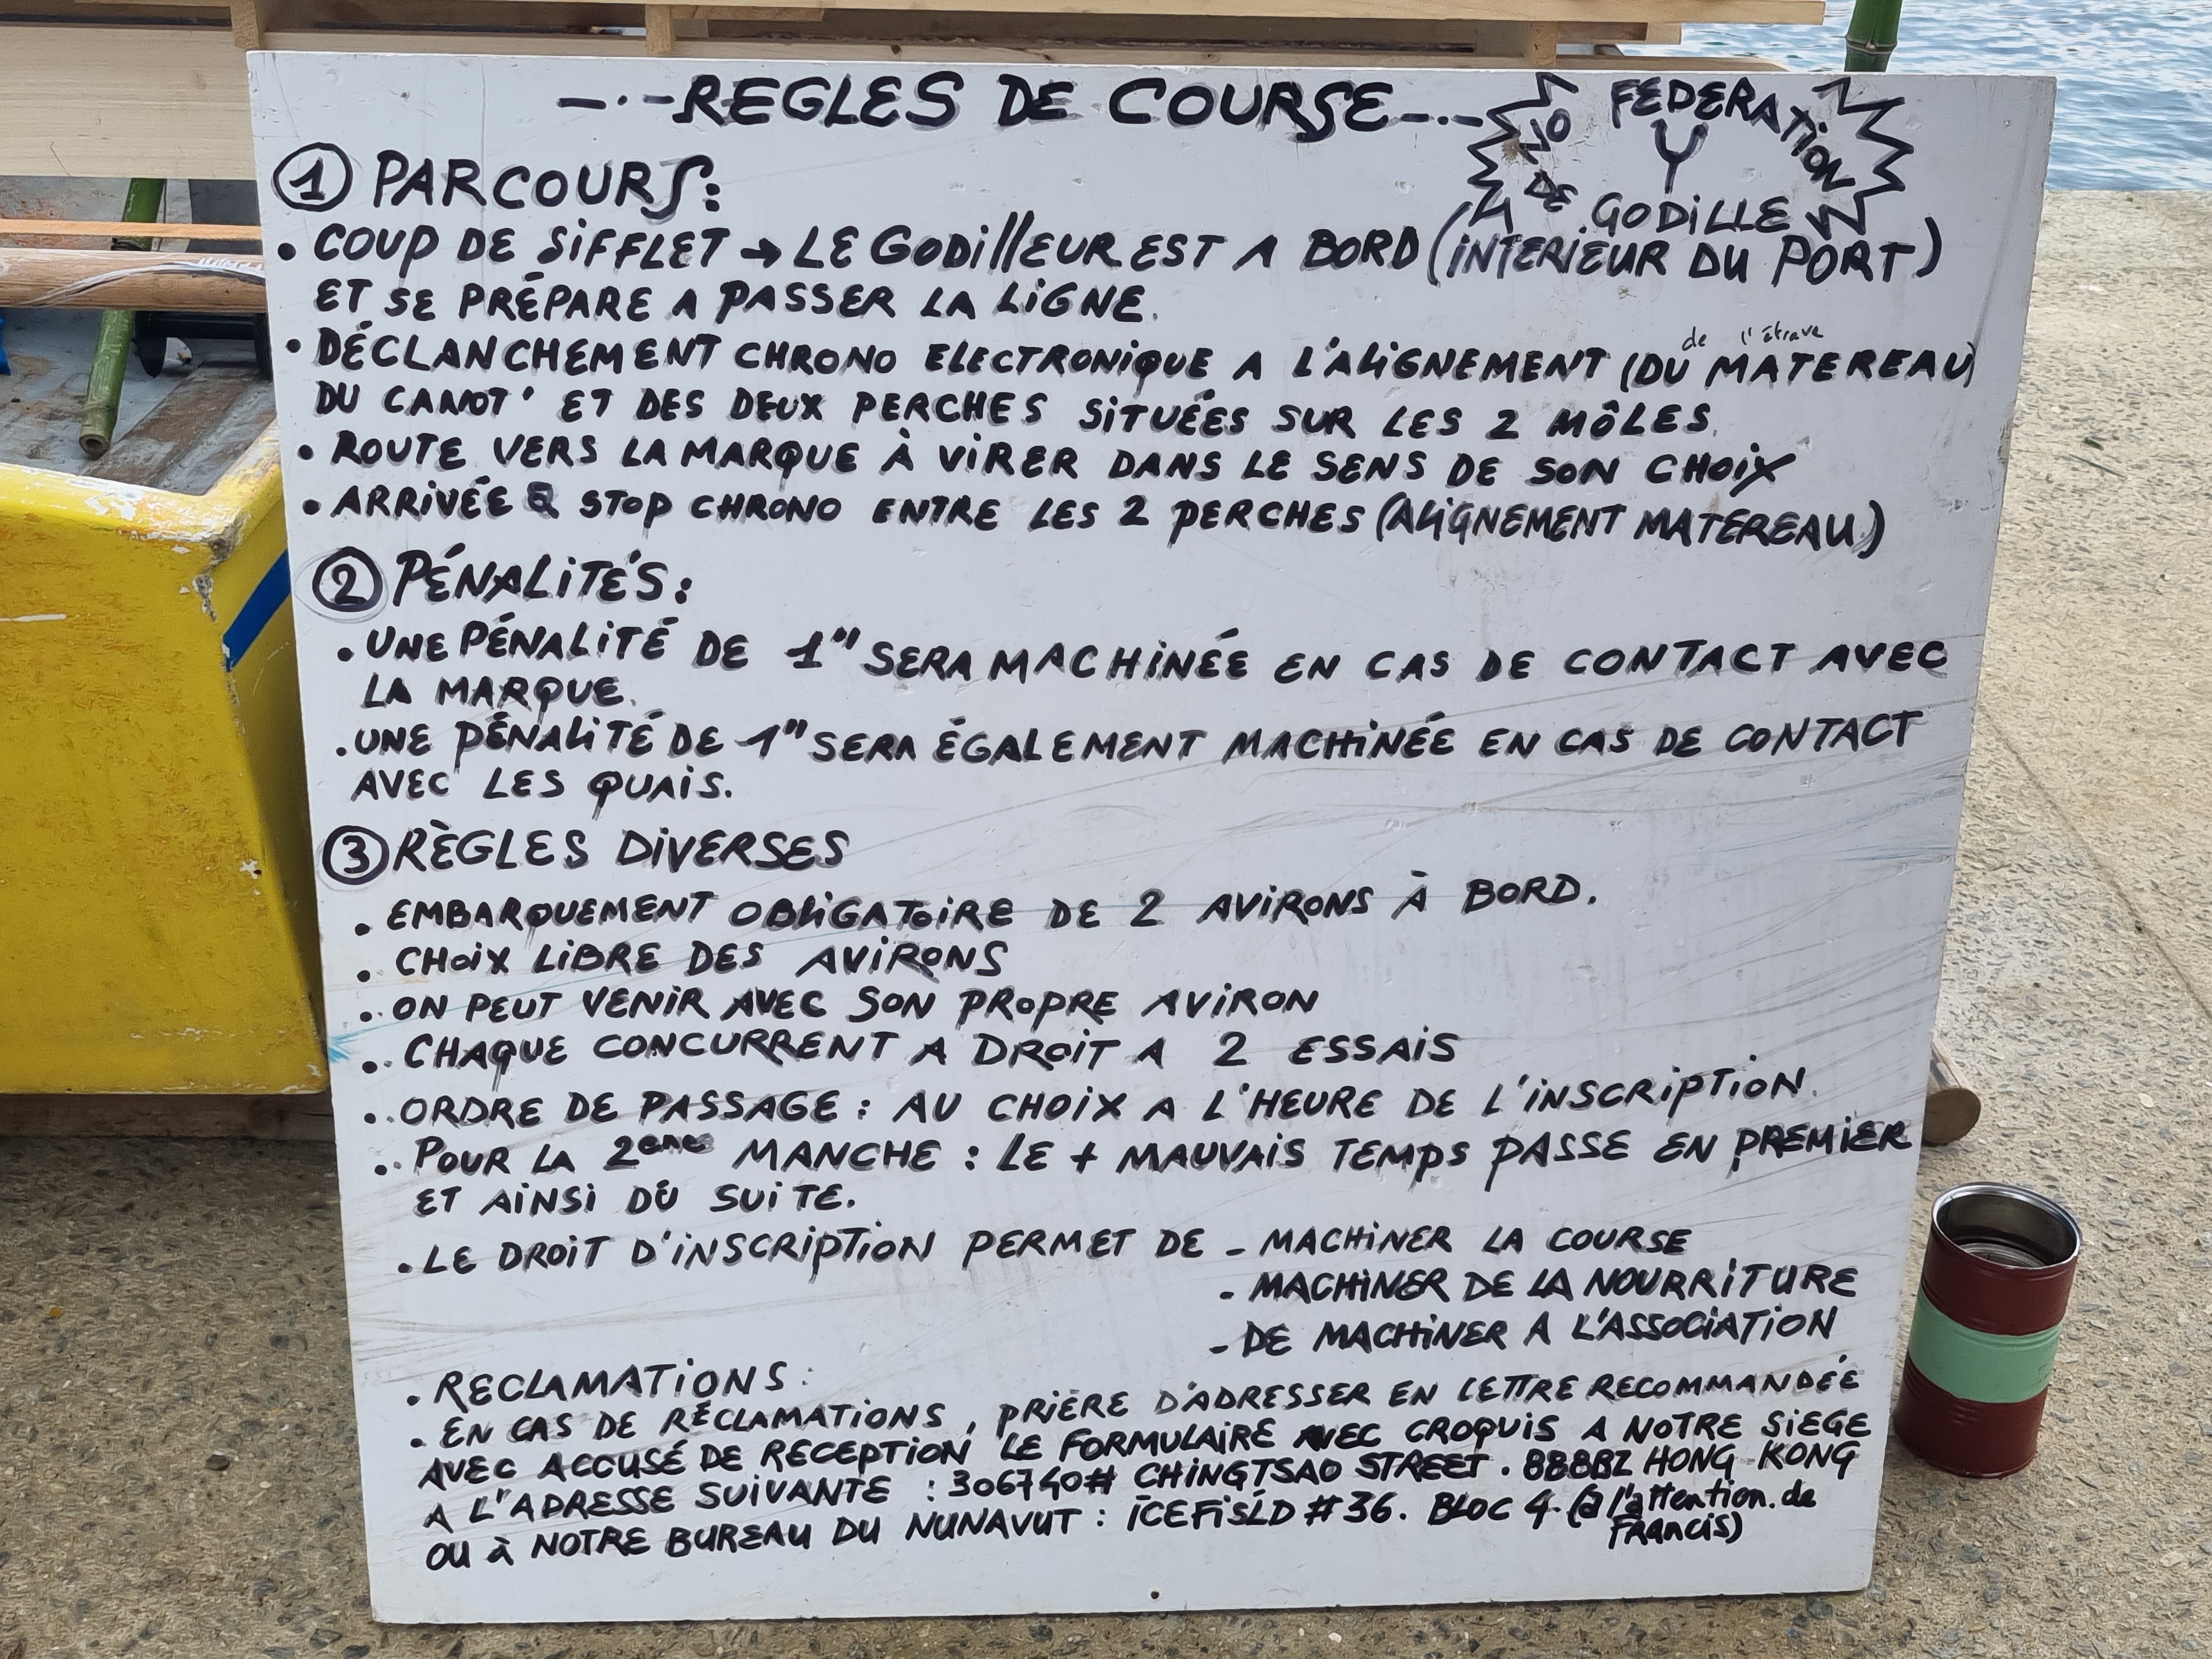 —·–REGLES DE COURSE–·–
FEDERATION
DE GODILLE
① PARCOURS:
• COUP DE SIFFLET → LE GODILLEUR EST A BORD (INTERIEUR DU PORT)
ET SE PRÉPARE A PASSER LA LIGNE.
de l'étrave
• DÉCLANCHEMENT CHRONO ELECTRONIQUE A L'ALIGNEMENT (DU MATEREAU)
DU CANOT' ET DES DEUX PERCHES SITUÉES SUR LES 2 MÔLES.
• ROUTE VERS LA MARQUE À VIRER DANS LE SENS DE SON CHOIX
• ARRIVÉE STOP CHRONO ENTRE LES 2 PERCHES (ALIGNEMENT MATEREAU.)
② PÉNALITÉS:
• UNE PÉNALITÉ DE 1" SERA MACHINÉE EN CAS DE CONTACT AVEC
LA MARQUE.
• UNE PÉNALITÉ DE 1" SERA ÉGALEMENT MACHINÉE EN CAS DE CONTACT
AVEC LES QUAIS.
③ RÈGLES DIVERSES
• EMBARQUEMENT OBLIGATOIRE DE 2 AVIRONS À BORD.
• CHOIX LIBRE DES AVIRONS
• ON PEUT VENIR AVEC SON PROPRE AVIRON
• CHAQUE CONCURRENT A DROIT A 2 ESSAIS
• ORDRE DE PASSAGE : AU CHOIX A L'HEURE DE L'INSCRIPTION.
• POUR LA 2eme MANCHE : LE + MAUVAIS TEMPS PASSE EN PREMIER
ET AINSI DÙ SUITE.
• LE DROIT D'INSCRIPTION PERMET DE - MACHINER LA COURSE
- MACHINER DE LA NOURRITURE
- DE MACHINER A L'ASSOCIATION
• RECLAMATIONS :
• EN CAS DE RÉCLAMATIONS, PRIÈRE D'ADRESSER EN LETTRE RECOMMANDÉE
AVEC ACCUSÉ DE RECEPTION LE FORMULAIRE AVEC CROQUIS A NOTRE SIEGE
A L'ADRESSE SUIVANTE : 306740# CHINGTSAO STREET. 888BZ HONG KONG
OU à NOTRE BUREAU DU NUNAVUT : ICEFISLD #36. BLOC 4. (à l'attention de
FRANCIS)